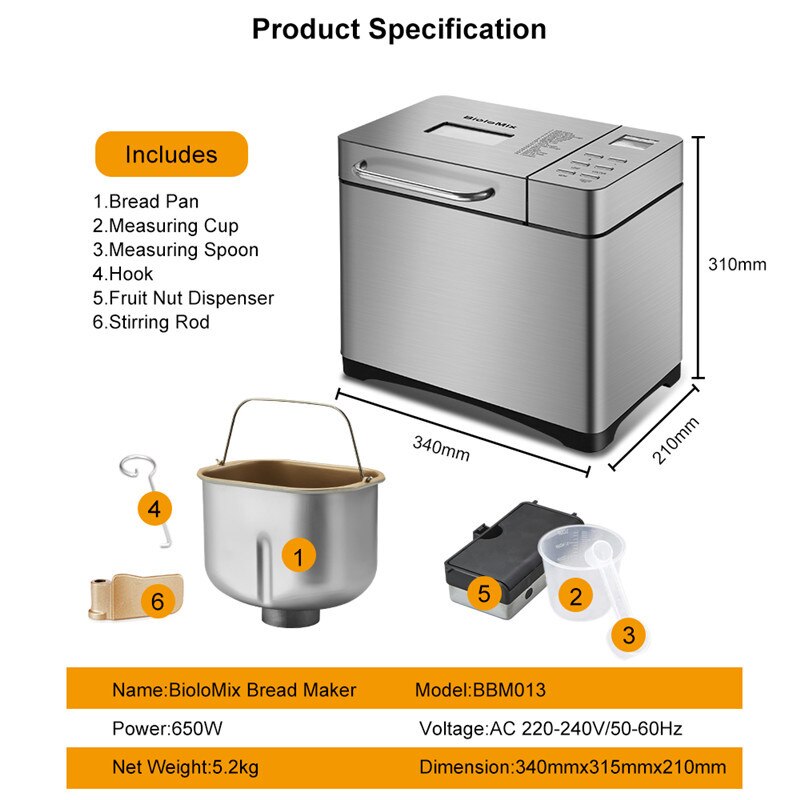 Product Specification
Includes
1.Bread Pan
2.Measuring Cup
3.Measuring Spoon
4.Hook
5.Fruit Nut Dispenser
6.Stirring Rod
BioloMix
310mm
340mm
210mm
4
1
6
5
2
3
Name:BioloMix Bread Maker Model:BBM013
Power:650W Voltage:AC 220-240V/50-60Hz
Net Weight:5.2kg Dimension:340mmx315mmx210mm